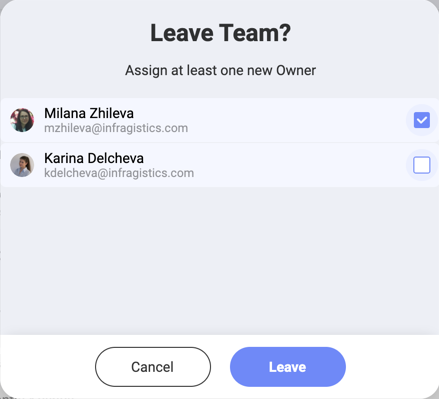 Leave Team?
Assign at least one new Owner
Milana Zhileva
mzhileva@infragistics.com
Karina Delcheva
kdelcheva@infragistics.com
Cancel
Leave